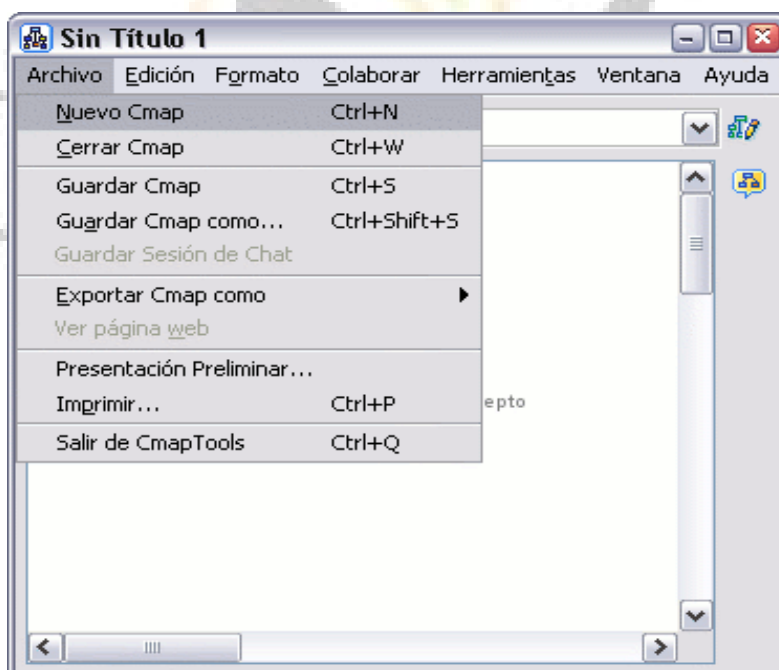 Sin Título 1
Archivo Edición Formato Colaborar Herramientas Ventana Ayuda
Nuevo Cmap Ctrl+N
Cerrar Cmap Ctrl+W
Guardar Cmap Ctrl+S
Guardar Cmap como... Ctrl+Shift+S
Guardar Sesión de Chat
Exportar Cmap como
Ver página web
Presentación Preliminar...
Imprimir... Ctrl+P
epto
Salir de CmapTools Ctrl+Q